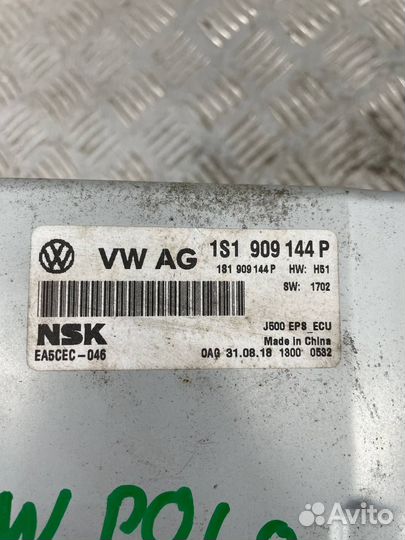 VW AG 1S1 909 144 P
1S1 909 144 P HW: H51
SW: 1702
NSK
EA5CEC-046
J500 EPS_ECU
Made in China
0AG 31.08.18 1300 0532
W POLO
Avito